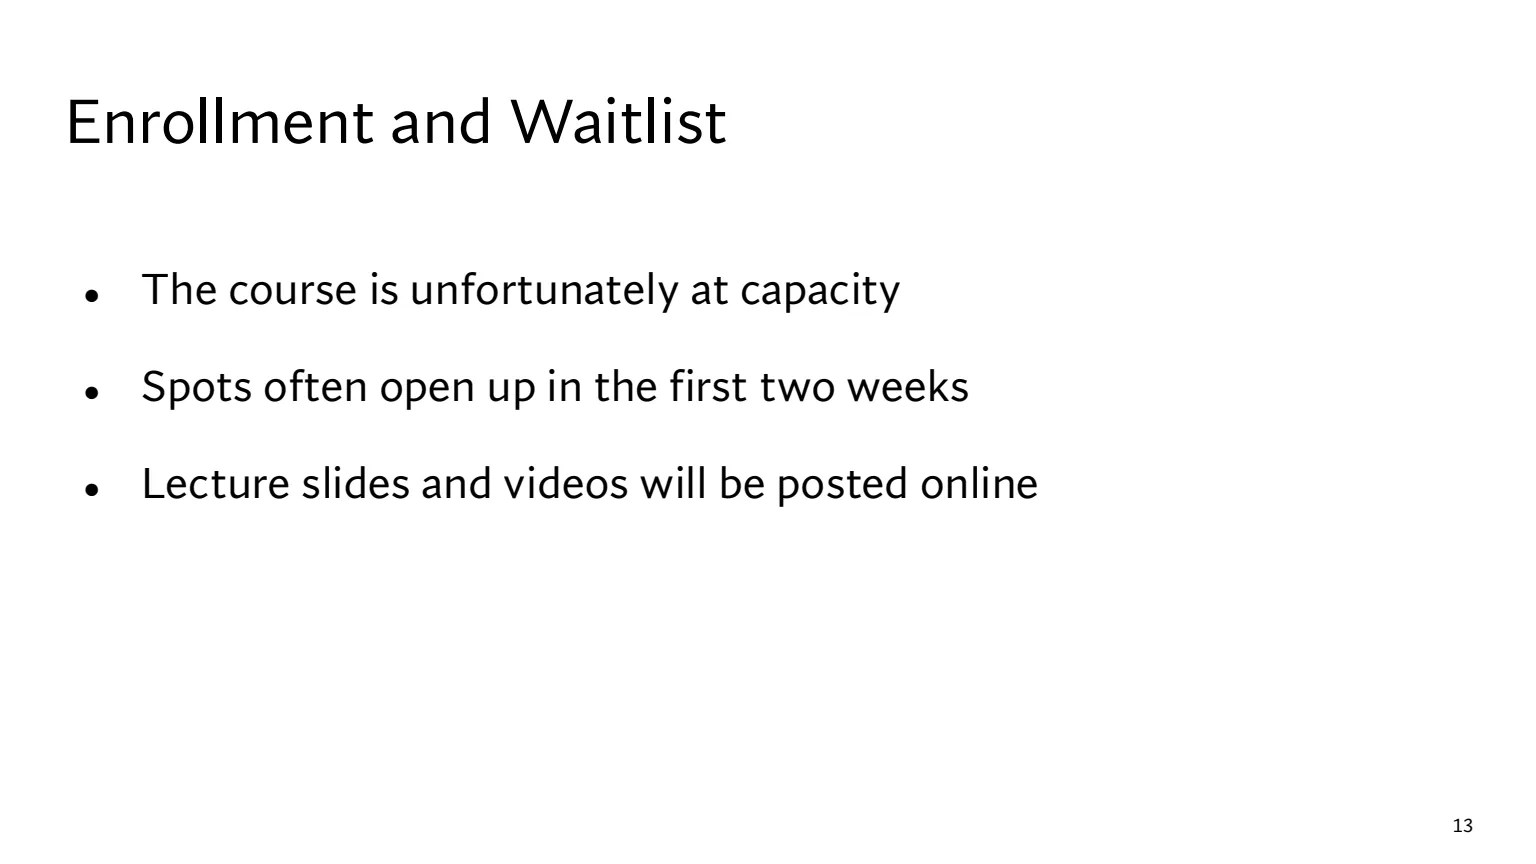 Enrollment and Waitlist
● The course is unfortunately at capacity
● Spots often open up in the first two weeks
● Lecture slides and videos will be posted online
13